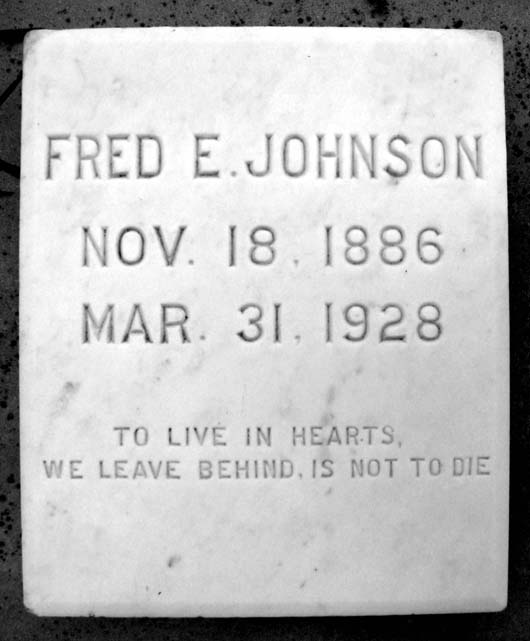 FRED E. JOHNSON
NOV. 18, 1886
MAR. 31, 1928
TO LIVE IN HEARTS,
WE LEAVE BEHIND, IS NOT TO DIE